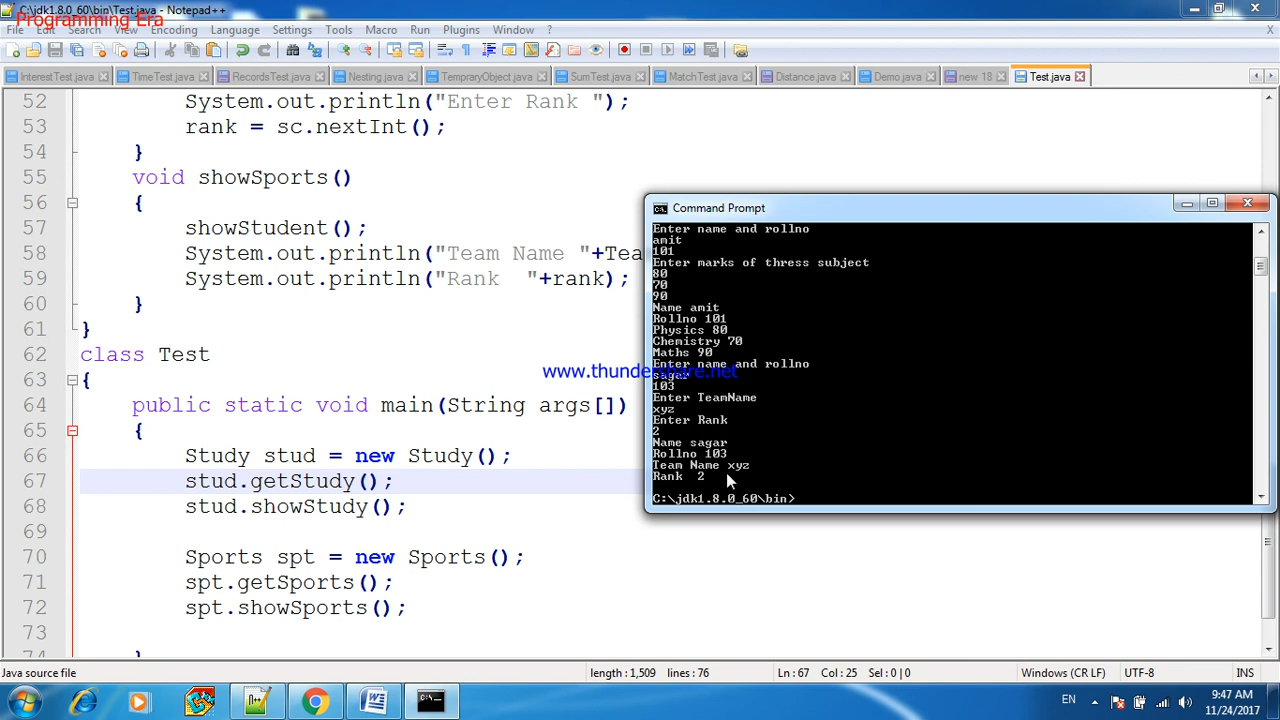 C:\jdk1.8.0_60\bin\Test.java - Notepad++
Programming Era
File Edit Search View Encoding Language Settings Tools Macro Run Plugins Window ? X
InterestTest.java TimeTest.java RecordsTest.java Nesting.java TempraryObject.java SumTest.java MatchTest.java Distance.java Demo.java new 18 Test.java
52 System.out.println("Enter Rank ");
53 rank = sc.nextInt();
54 }
55 void showSports()
56 {
57 showStudent();
58 System.out.println("Team Name "+Tea
59 System.out.println("Rank  "+rank);
60 }
61 }
62 class Test
63 {
64 public static void main(String args[])
65 {
66 Study stud = new Study();
67 stud.getStudy();
68 stud.showStudy();
69
70 Sports spt = new Sports();
71 spt.getSports();
72 spt.showSports();
73
74 }
Command Prompt
Enter name and rollno
amit
101
Enter marks of thress subject
80
70
90
Name amit
Rollno 101
Physics 80
Chemistry 70
Maths 90
Enter name and rollno
sagar
103
Enter TeamName
xyz
Enter Rank
2
Name sagar
Rollno 103
Team Name xyz
Rank  2
C:\jdk1.8.0_60\bin>
www.thundershare.net
Java source file length : 1,509 lines : 76 Ln : 67 Col : 25 Sel : 0 | 0 Windows (CR LF) UTF-8 INS
EN 9:47 AM
11/24/2017